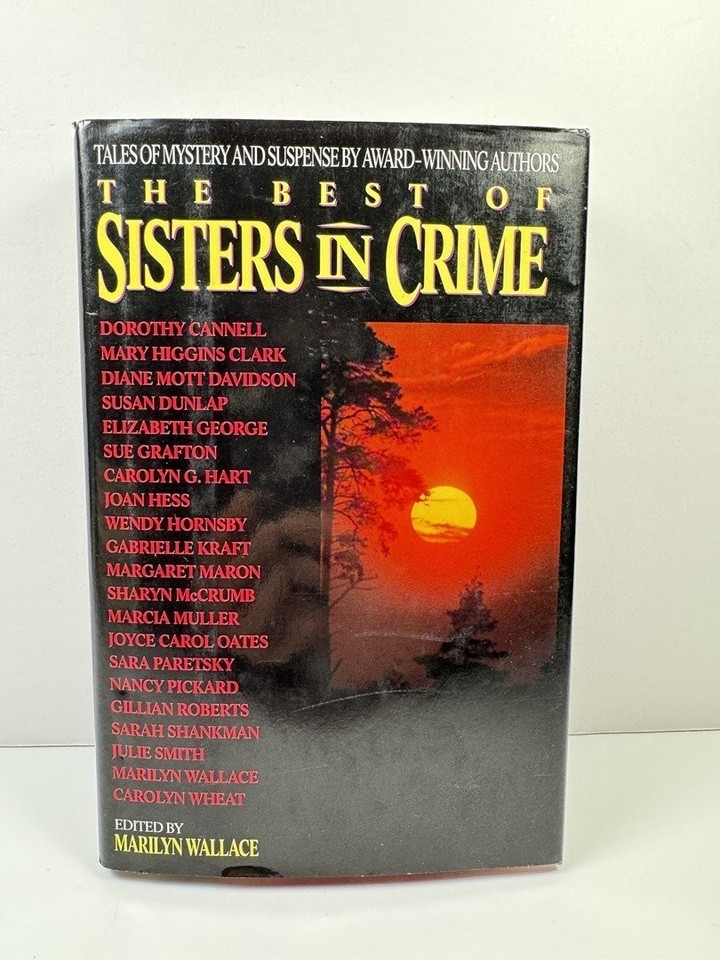 TALES OF MYSTERY AND SUSPENSE BY AWARD-WINNING AUTHORS
THE BEST OF
SISTERS IN CRIME
DOROTHY CANNELL
MARY HIGGINS CLARK
DIANE MOTT DAVIDSON
SUSAN DUNLAP
ELIZABETH GEORGE
SUE GRAFTON
CAROLYN G. HART
JOAN HESS
WENDY HORNSBY
GABRIELLE KRAFT
MARGARET MARON
SHARYN McCRUMB
MARCIA MULLER
JOYCE CAROL OATES
SARA PARETSKY
NANCY PICKARD
GILLIAN ROBERTS
SARAH SHANKMAN
JULIE SMITH
MARILYN WALLACE
CAROLYN WHEAT
EDITED BY
MARILYN WALLACE